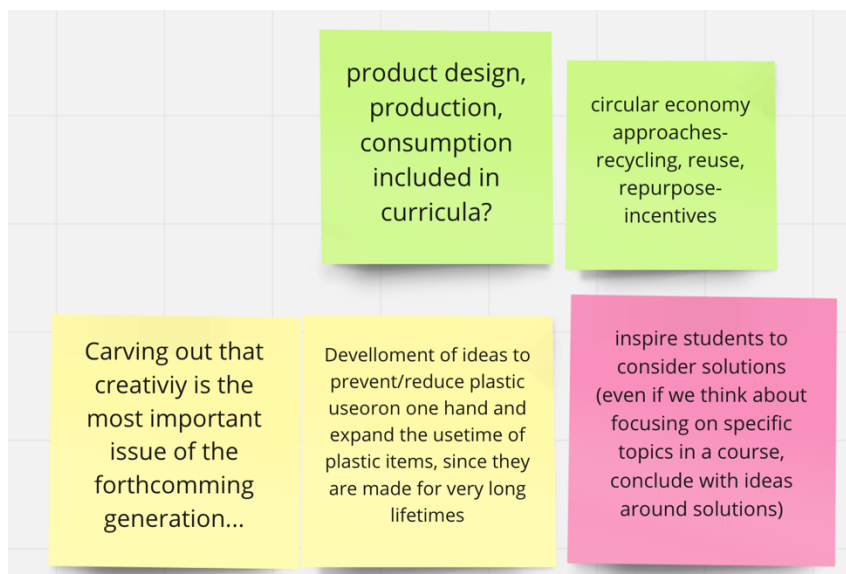 product design,
production,
consumption
included in
curricula?
circular economy
approaches-
recycling, reuse,
repurpose-
incentives
Carving out that
creativiy is the
most important
issue of the
forthcomming
generation...
Develloment of ideas to
prevent/reduce plastic
useoron one hand and
expand the usetime of
plastic items, since they
are made for very long
lifetimes
inspire students to
consider solutions
(even if we think about
focusing on specific
topics in a course,
conclude with ideas
around solutions)